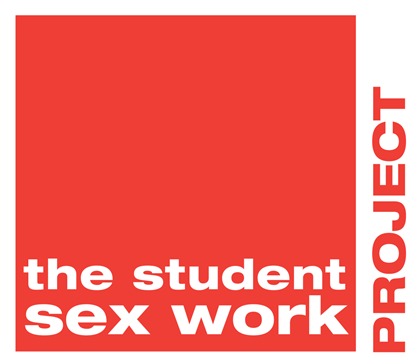 the student
sex work
PROJECT